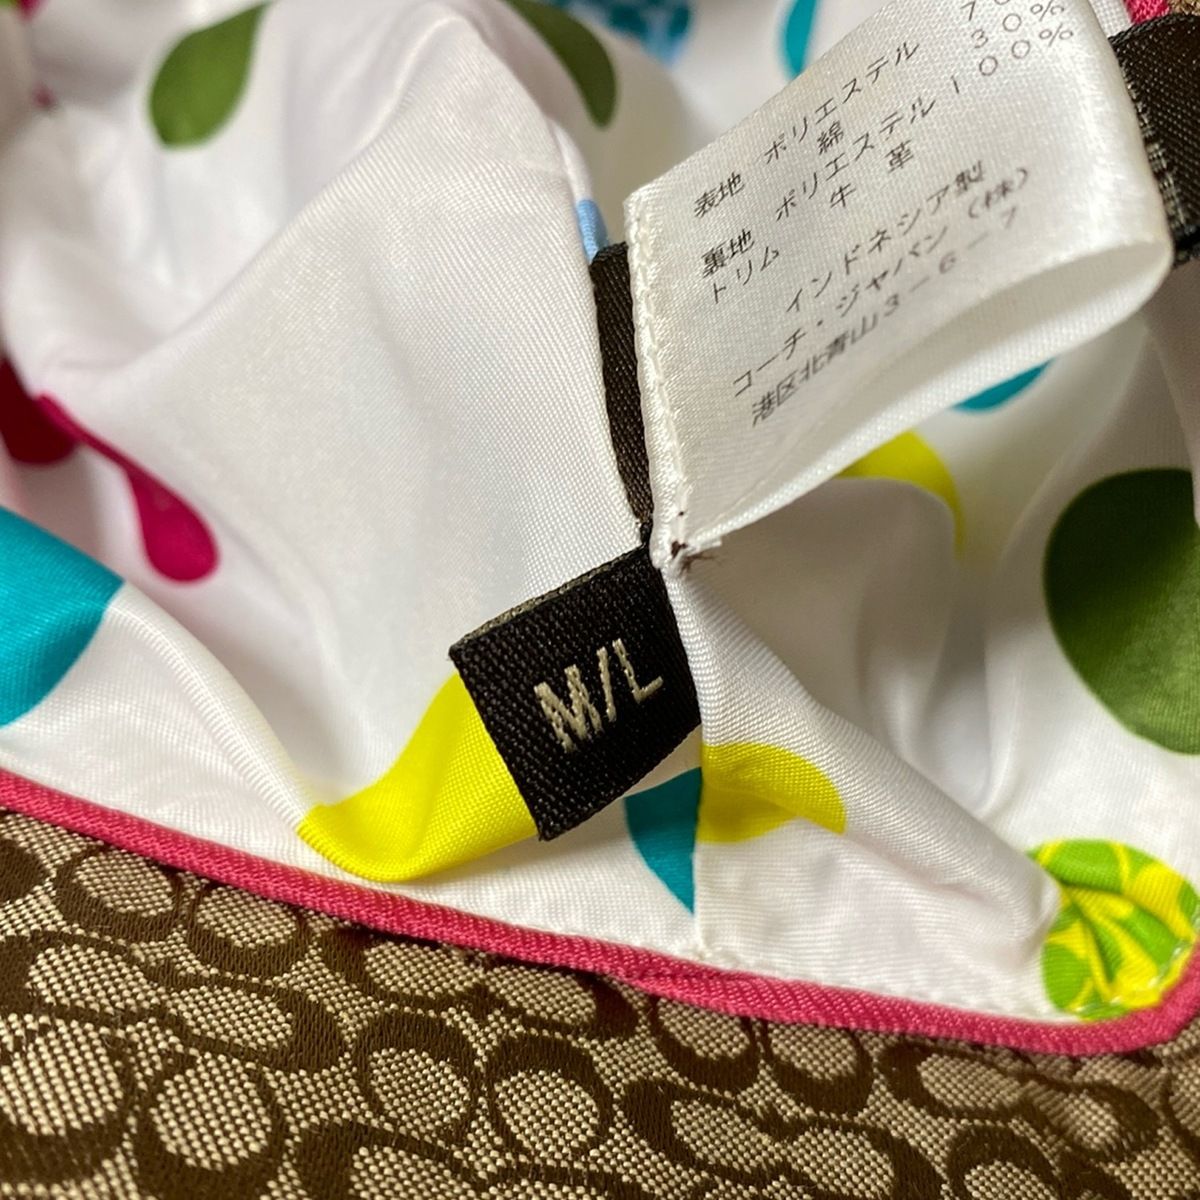 表地 ポリエステル 70
綿 30%
裏地 ポリエステル 100%
トリム 牛 革
インドネシア製
コーチ・ジャパン (株)
港区北青山3-6-7
M/L